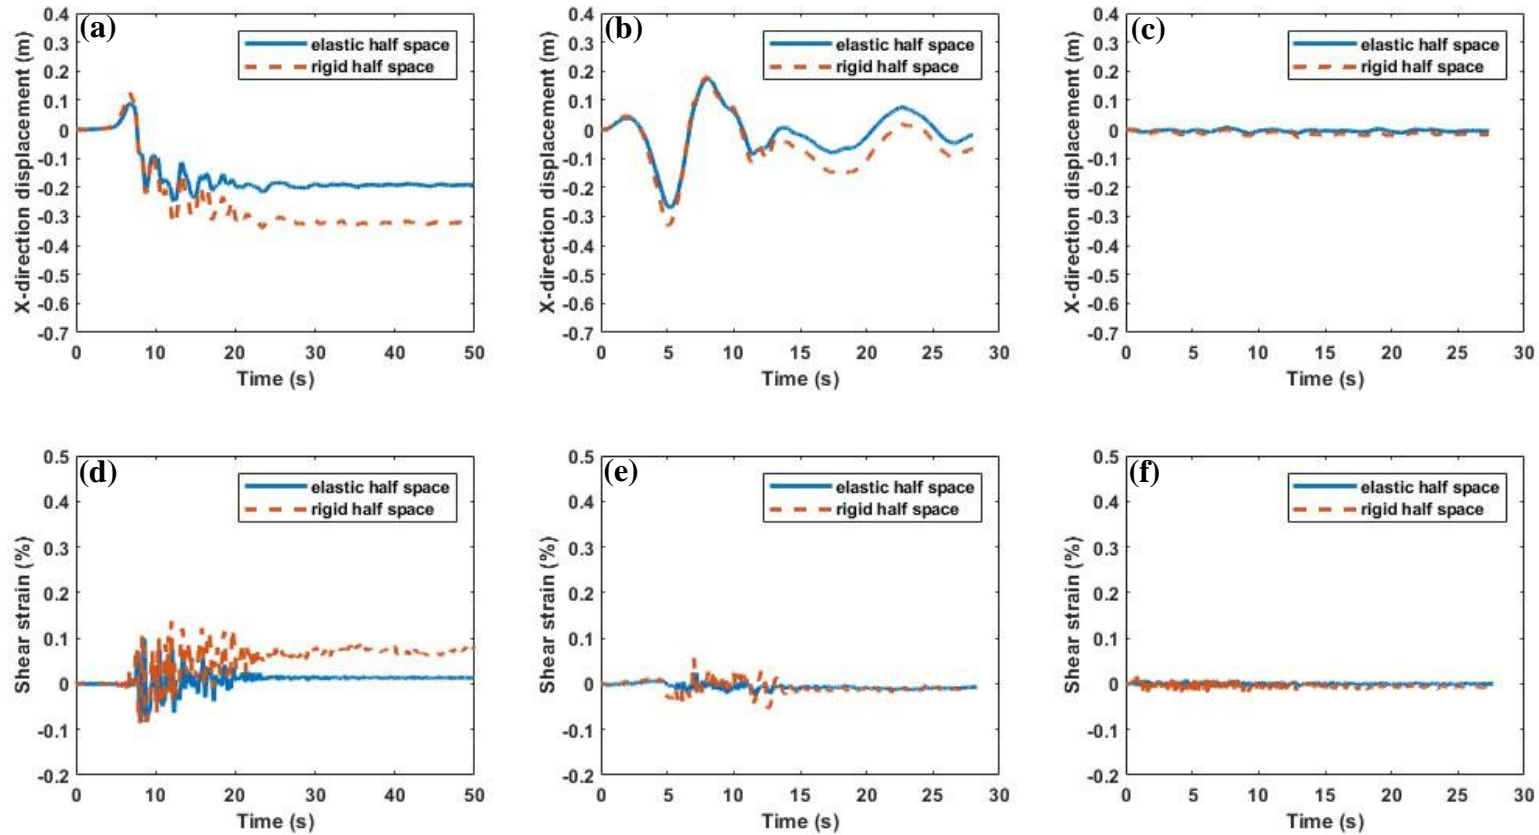 (a)
0.4
0.3
0.2
0.1
0
-0.1
-0.2
-0.3
-0.4
-0.5
-0.6
-0.7
X-direction displacement (m)
elastic half space
rigid half space
0 10 20 30 40 50
Time (s)
(b)
0.4
0.3
0.2
0.1
0
-0.1
-0.2
-0.3
-0.4
-0.5
-0.6
-0.7
X-direction displacement (m)
elastic half space
rigid half space
0 5 10 15 20 25 30
Time (s)
(c)
0.4
0.3
0.2
0.1
0
-0.1
-0.2
-0.3
-0.4
-0.5
-0.6
-0.7
X-direction displacement (m)
elastic half space
rigid half space
0 5 10 15 20 25 30
Time (s)
(d)
0.5
0.4
0.3
0.2
0.1
0
-0.1
-0.2
Shear strain (%)
elastic half space
rigid half space
0 10 20 30 40 50
Time (s)
(e)
0.5
0.4
0.3
0.2
0.1
0
-0.1
-0.2
Shear strain (%)
elastic half space
rigid half space
0 5 10 15 20 25 30
Time (s)
(f)
0.5
0.4
0.3
0.2
0.1
0
-0.1
-0.2
Shear strain (%)
elastic half space
rigid half space
0 5 10 15 20 25 30
Time (s)